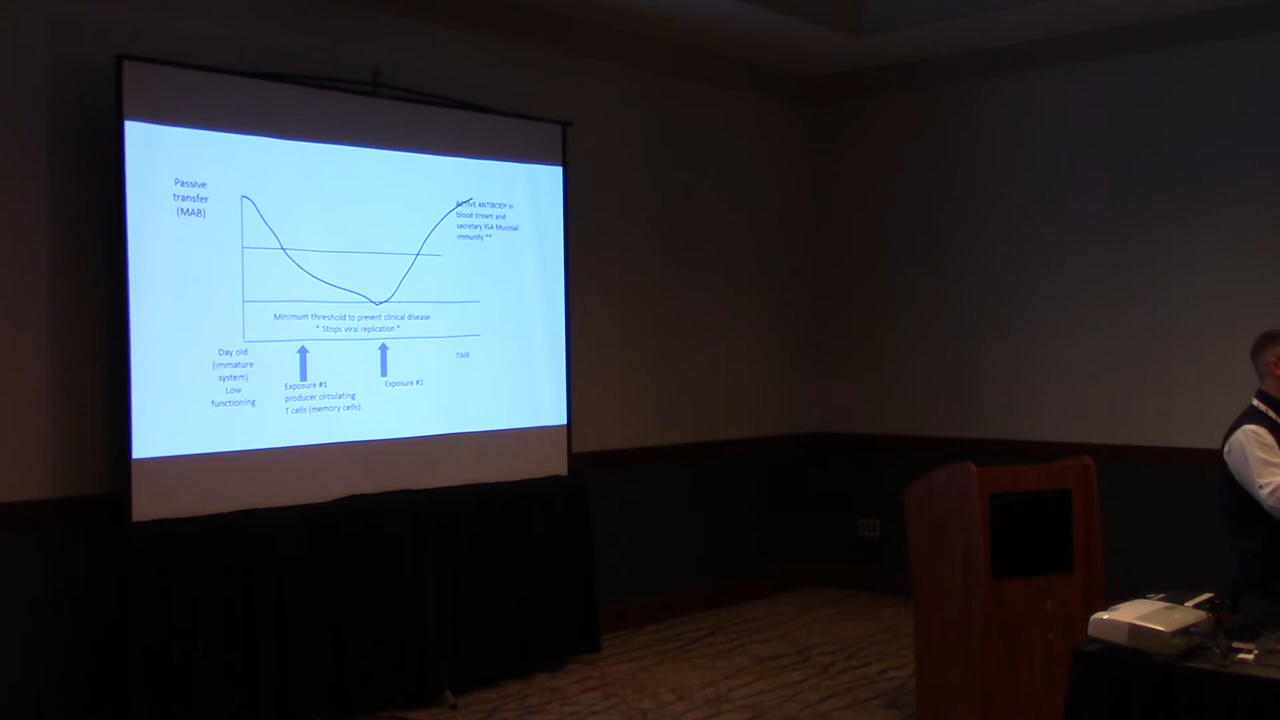 Passive
transfer
(MAB)
ACTIVE ANTIBODY in
blood stream and
secretary IGA Mucosal
immunity **
Minimum threshold to prevent clinical disease
* Stops viral replication *
Day old
(immature
system)
Low
functioning
Exposure #1
producer circulating
T cells (memory cells)
Exposure #2
TIME